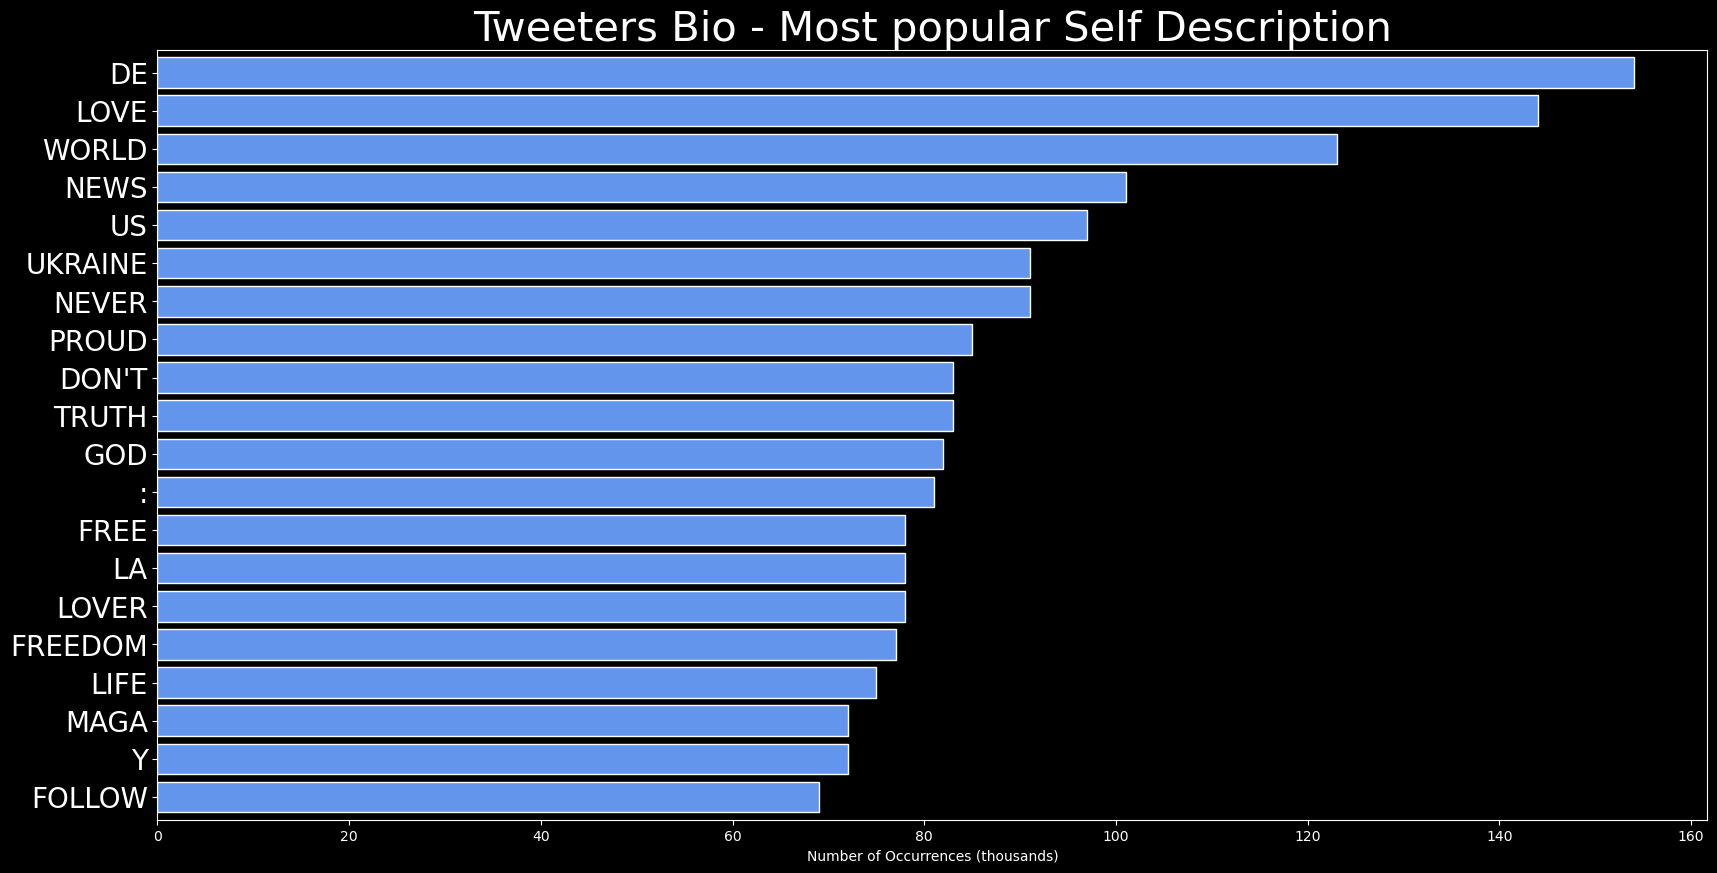 Tweeters Bio - Most popular Self Description
DE
LOVE
WORLD
NEWS
US
UKRAINE
NEVER
PROUD
DON'T
TRUTH
GOD
:
FREE
LA
LOVER
FREEDOM
LIFE
MAGA
Y
FOLLOW
0 20 40 60 80 100 120 140 160
Number of Occurrences (thousands)